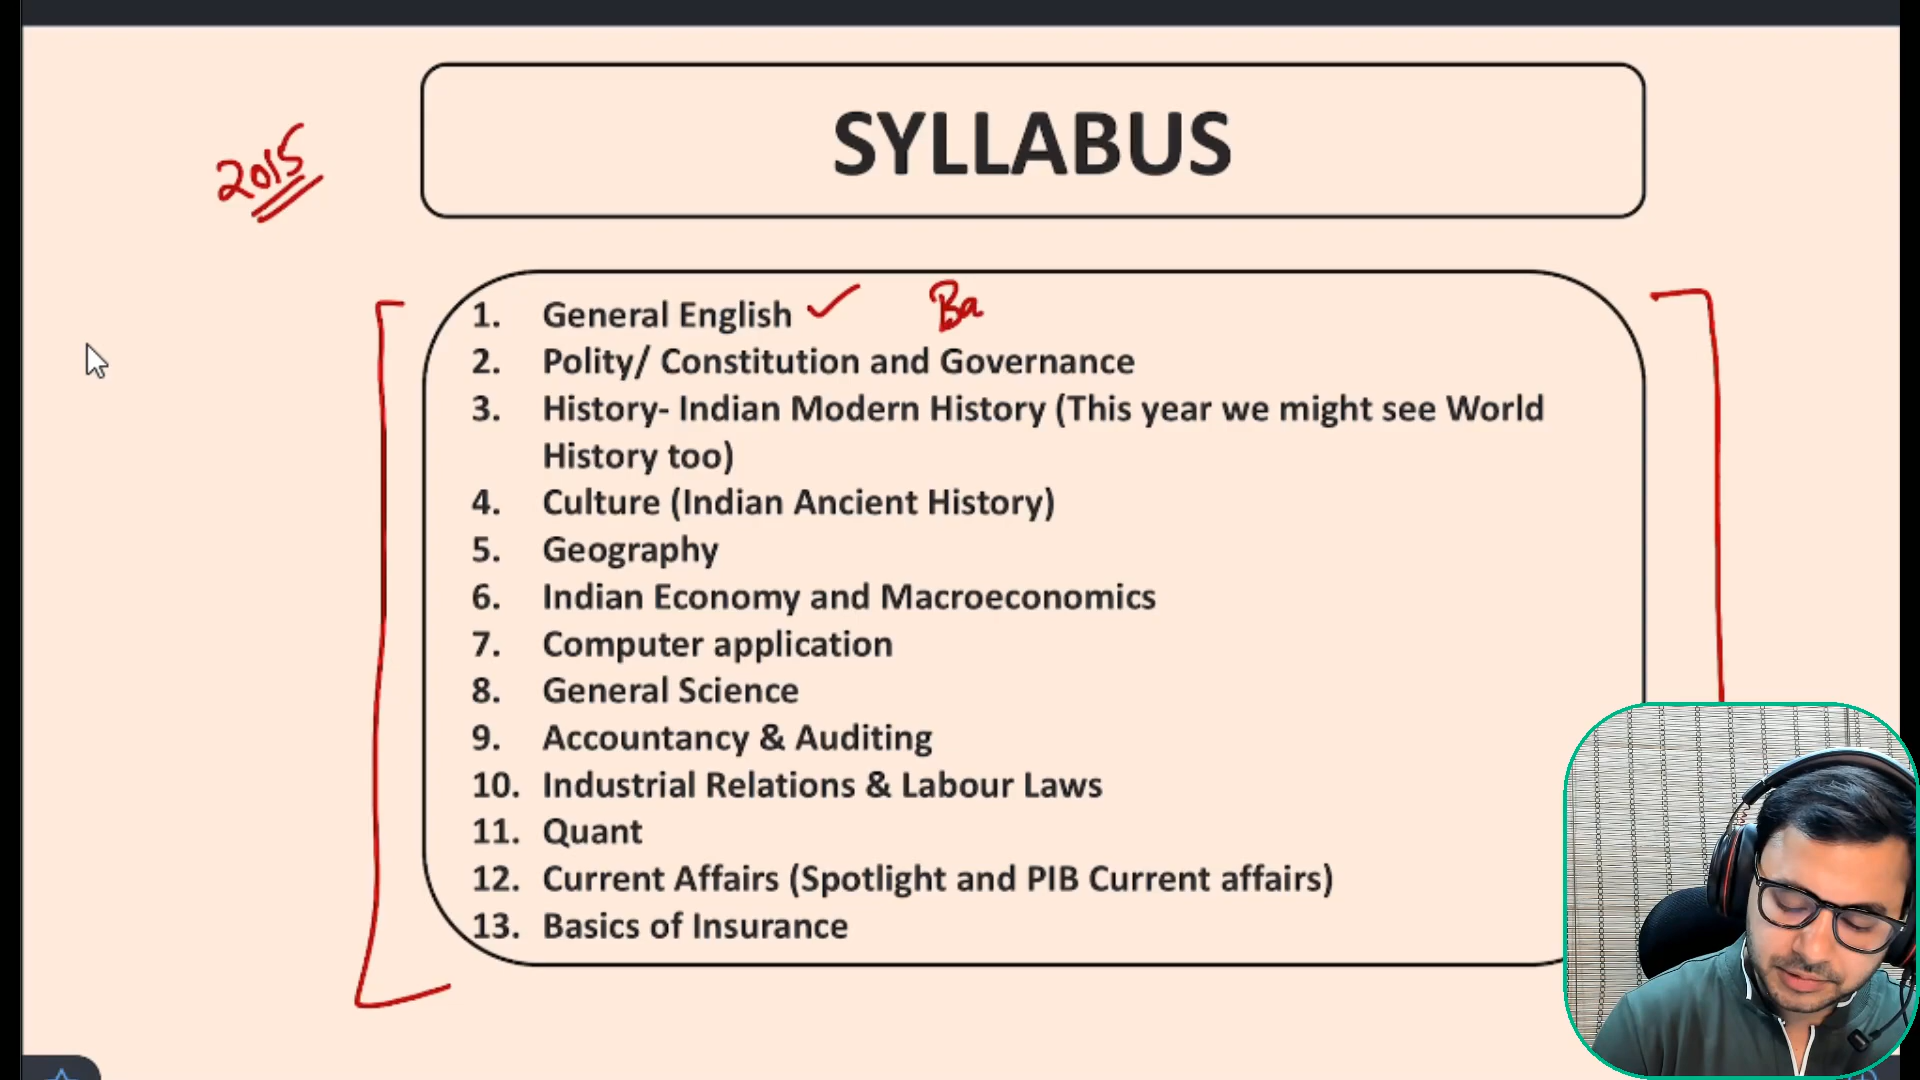 SYLLABUS
2015
1. General English ✓ Ba
2. Polity/ Constitution and Governance
3. History- Indian Modern History (This year we might see World
History too)
4. Culture (Indian Ancient History)
5. Geography
6. Indian Economy and Macroeconomics
7. Computer application
8. General Science
9. Accountancy & Auditing
10. Industrial Relations & Labour Laws
11. Quant
12. Current Affairs (Spotlight and PIB Current affairs)
13. Basics of Insurance